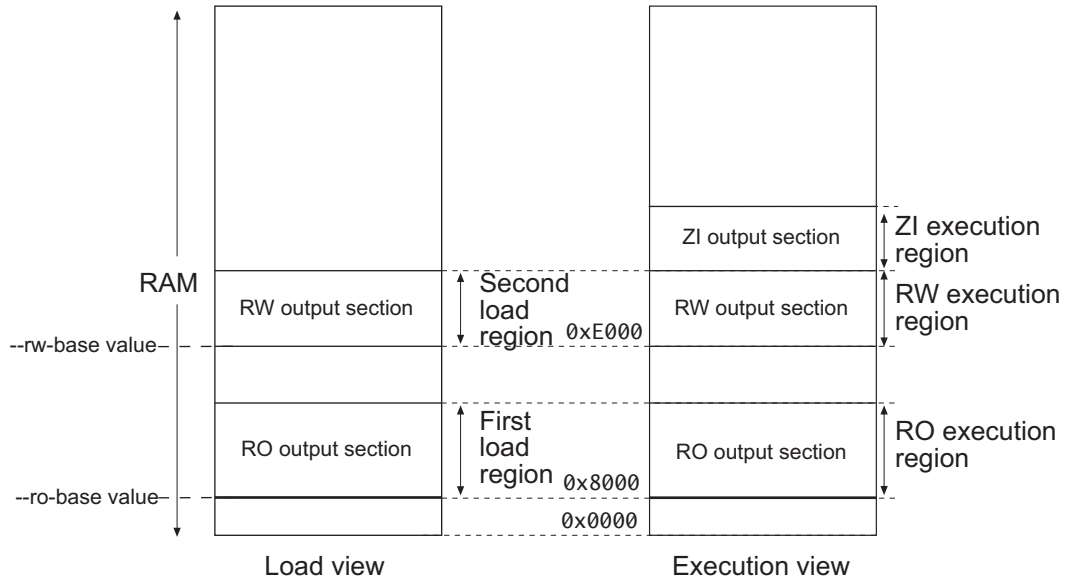 ZI output section
ZI execution
region
RAM
RW output section
Second
load
region
0xE000
RW output section
RW execution
region
--rw-base value
RO output section
First
load
region
0x8000
RO output section
RO execution
region
--ro-base value
0x0000
Load view
Execution view